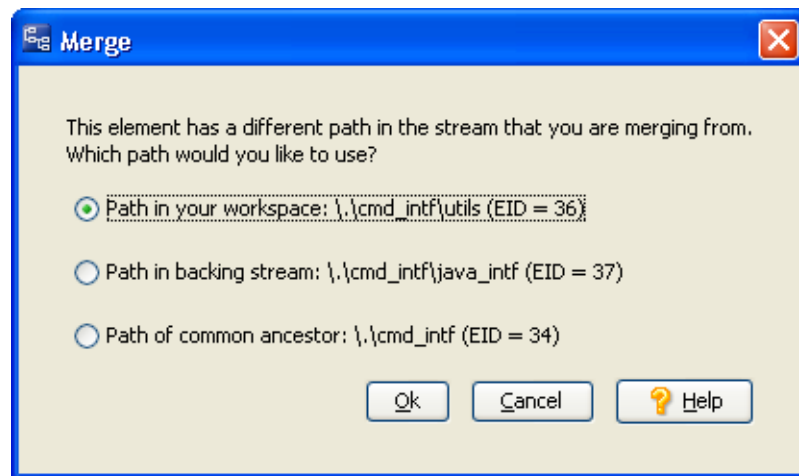 Merge
This element has a different path in the stream that you are merging from.
Which path would you like to use?
Path in your workspace: \.\cmd_intf\utils (EID = 36)
Path in backing stream: \.\cmd_intf\java_intf (EID = 37)
Path of common ancestor: \.\cmd_intf (EID = 34)
Ok Cancel Help